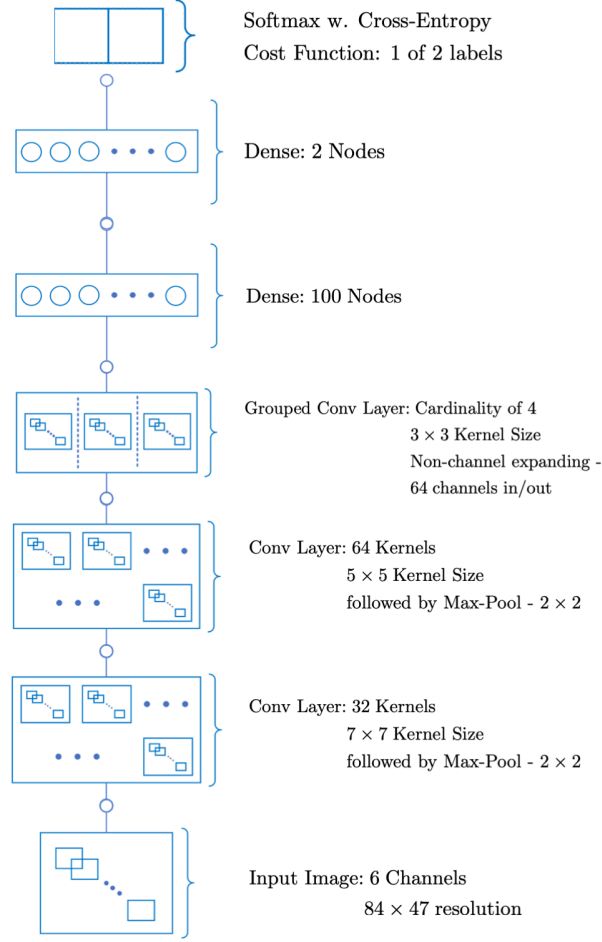 Softmax w. Cross-Entropy
Cost Function: 1 of 2 labels
Dense: 2 Nodes
Dense: 100 Nodes
Grouped Conv Layer: Cardinality of 4
3 × 3 Kernel Size
Non-channel expanding -
64 channels in/out
Conv Layer: 64 Kernels
5 × 5 Kernel Size
followed by Max-Pool - 2 × 2
Conv Layer: 32 Kernels
7 × 7 Kernel Size
followed by Max-Pool - 2 × 2
Input Image: 6 Channels
84 × 47 resolution